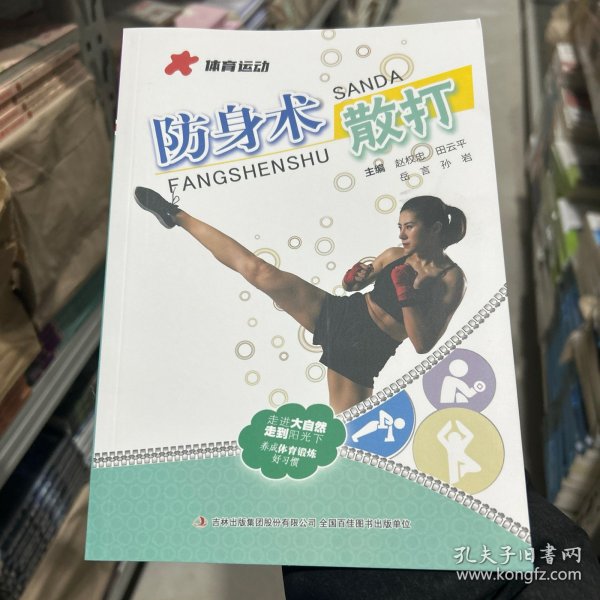 体育运动
SANDA
防身术 散打
FANGSHENSHU
主编 赵权忠 田云平
岳言 孙岩
走进大自然
走到阳光下
养成体育锻炼
好习惯
吉林出版集团股份有限公司 全国百佳图书出版单位
孔夫子旧书网
www.kongfz.com